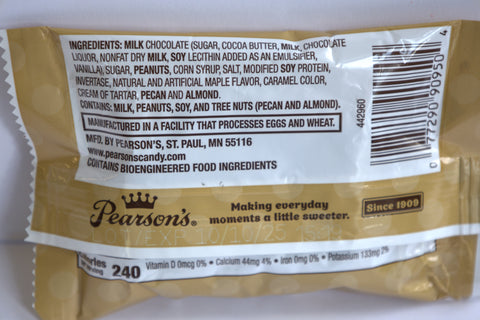 INGREDIENTS: MILK CHOCOLATE (SUGAR, COCOA BUTTER, MILK, CHOCOLATE
LIQUOR, NONFAT DRY MILK, SOY LECITHIN ADDED AS AN EMULSIFIER,
VANILLA), SUGAR, PEANUTS, CORN SYRUP, SALT, MODIFIED SOY PROTEIN,
INVERTASE, NATURAL AND ARTIFICIAL MAPLE FLAVOR, CARAMEL COLOR,
CREAM OF TARTAR, PECAN AND ALMOND.
CONTAINS: MILK, PEANUTS, SOY, AND TREE NUTS (PECAN AND ALMOND).
MANUFACTURED IN A FACILITY THAT PROCESSES EGGS AND WHEAT.
MFD. BY PEARSON'S, ST. PAUL, MN 55116
www.pearsonscandy.com
CONTAINS BIOENGINEERED FOOD INGREDIENTS
442960
0 77290 90950 4
Pearson's®
Making everyday
moments a little sweeter.
Since 1909
10/25
240
Vitamin D 0mcg 0% • Calcium 44mg 4% • Iron 0mg 0% • Potassium 133mg 2%